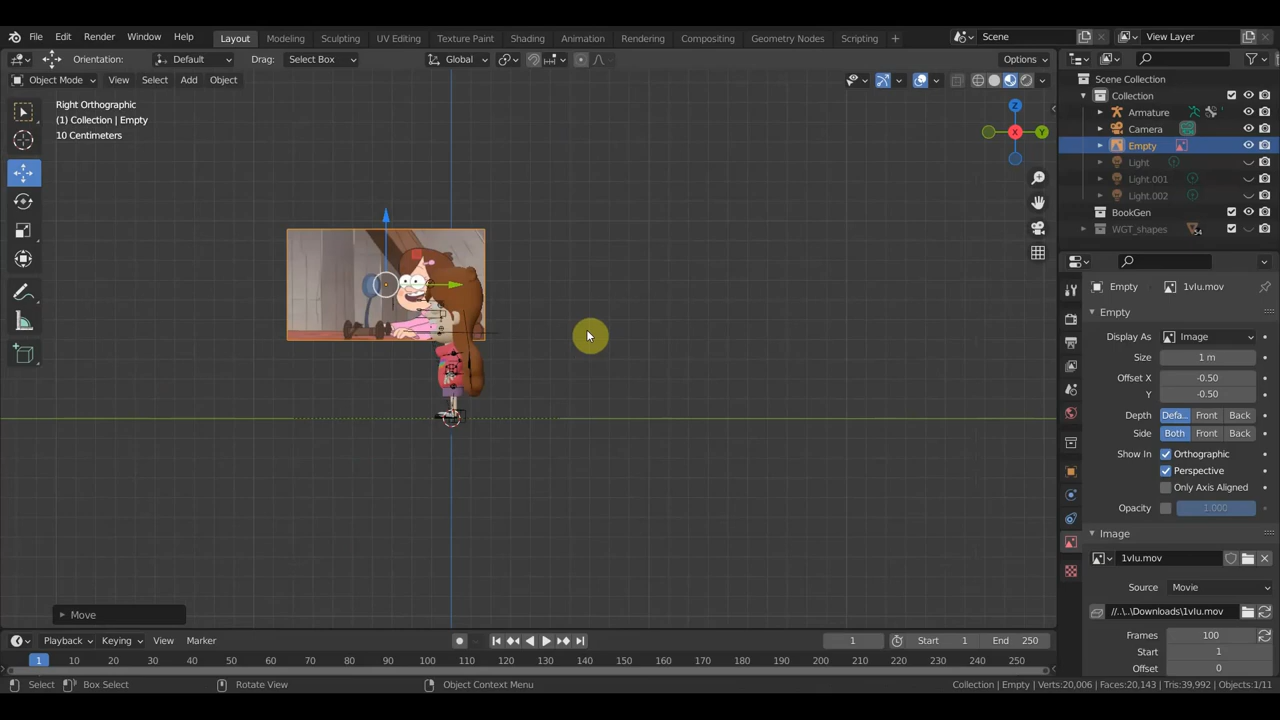 File Edit Render Window Help Layout Modeling Sculpting UV Editing Texture Paint Shading Animation Rendering Compositing Geometry Nodes Scripting + Scene View Layer
Orientation: Default Drag: Select Box Global Options
Object Mode View Select Add Object
Right Orthographic
(1) Collection | Empty
10 Centimeters
Z
X
Y
Scene Collection
Collection
Armature
Camera
Empty
Light
Light.001
Light.002
BookGen
WGT_shapes
54
Empty 1vIu.mov
Empty
Display As Image
Size 1 m
Offset X -0.50
Y -0.50
Depth Defa... Front Back
Side Both Front Back
Show In Orthographic
Perspective
Only Axis Aligned
Opacity 1.000
Image
1vIu.mov
Source Movie
//..\..\Downloads\1vIu.mov
Frames 100
Start 1
Offset 0
Move
Playback Keying View Marker 1 Start 1 End 250
1 10 20 30 40 50 60 70 80 90 100 110 120 130 140 150 160 170 180 190 200 210 220 230 240 250
Select Box Select Rotate View Object Context Menu Collection | Empty | Verts:20,006 | Faces:20,143 | Tris:39,992 | Objects:1/11